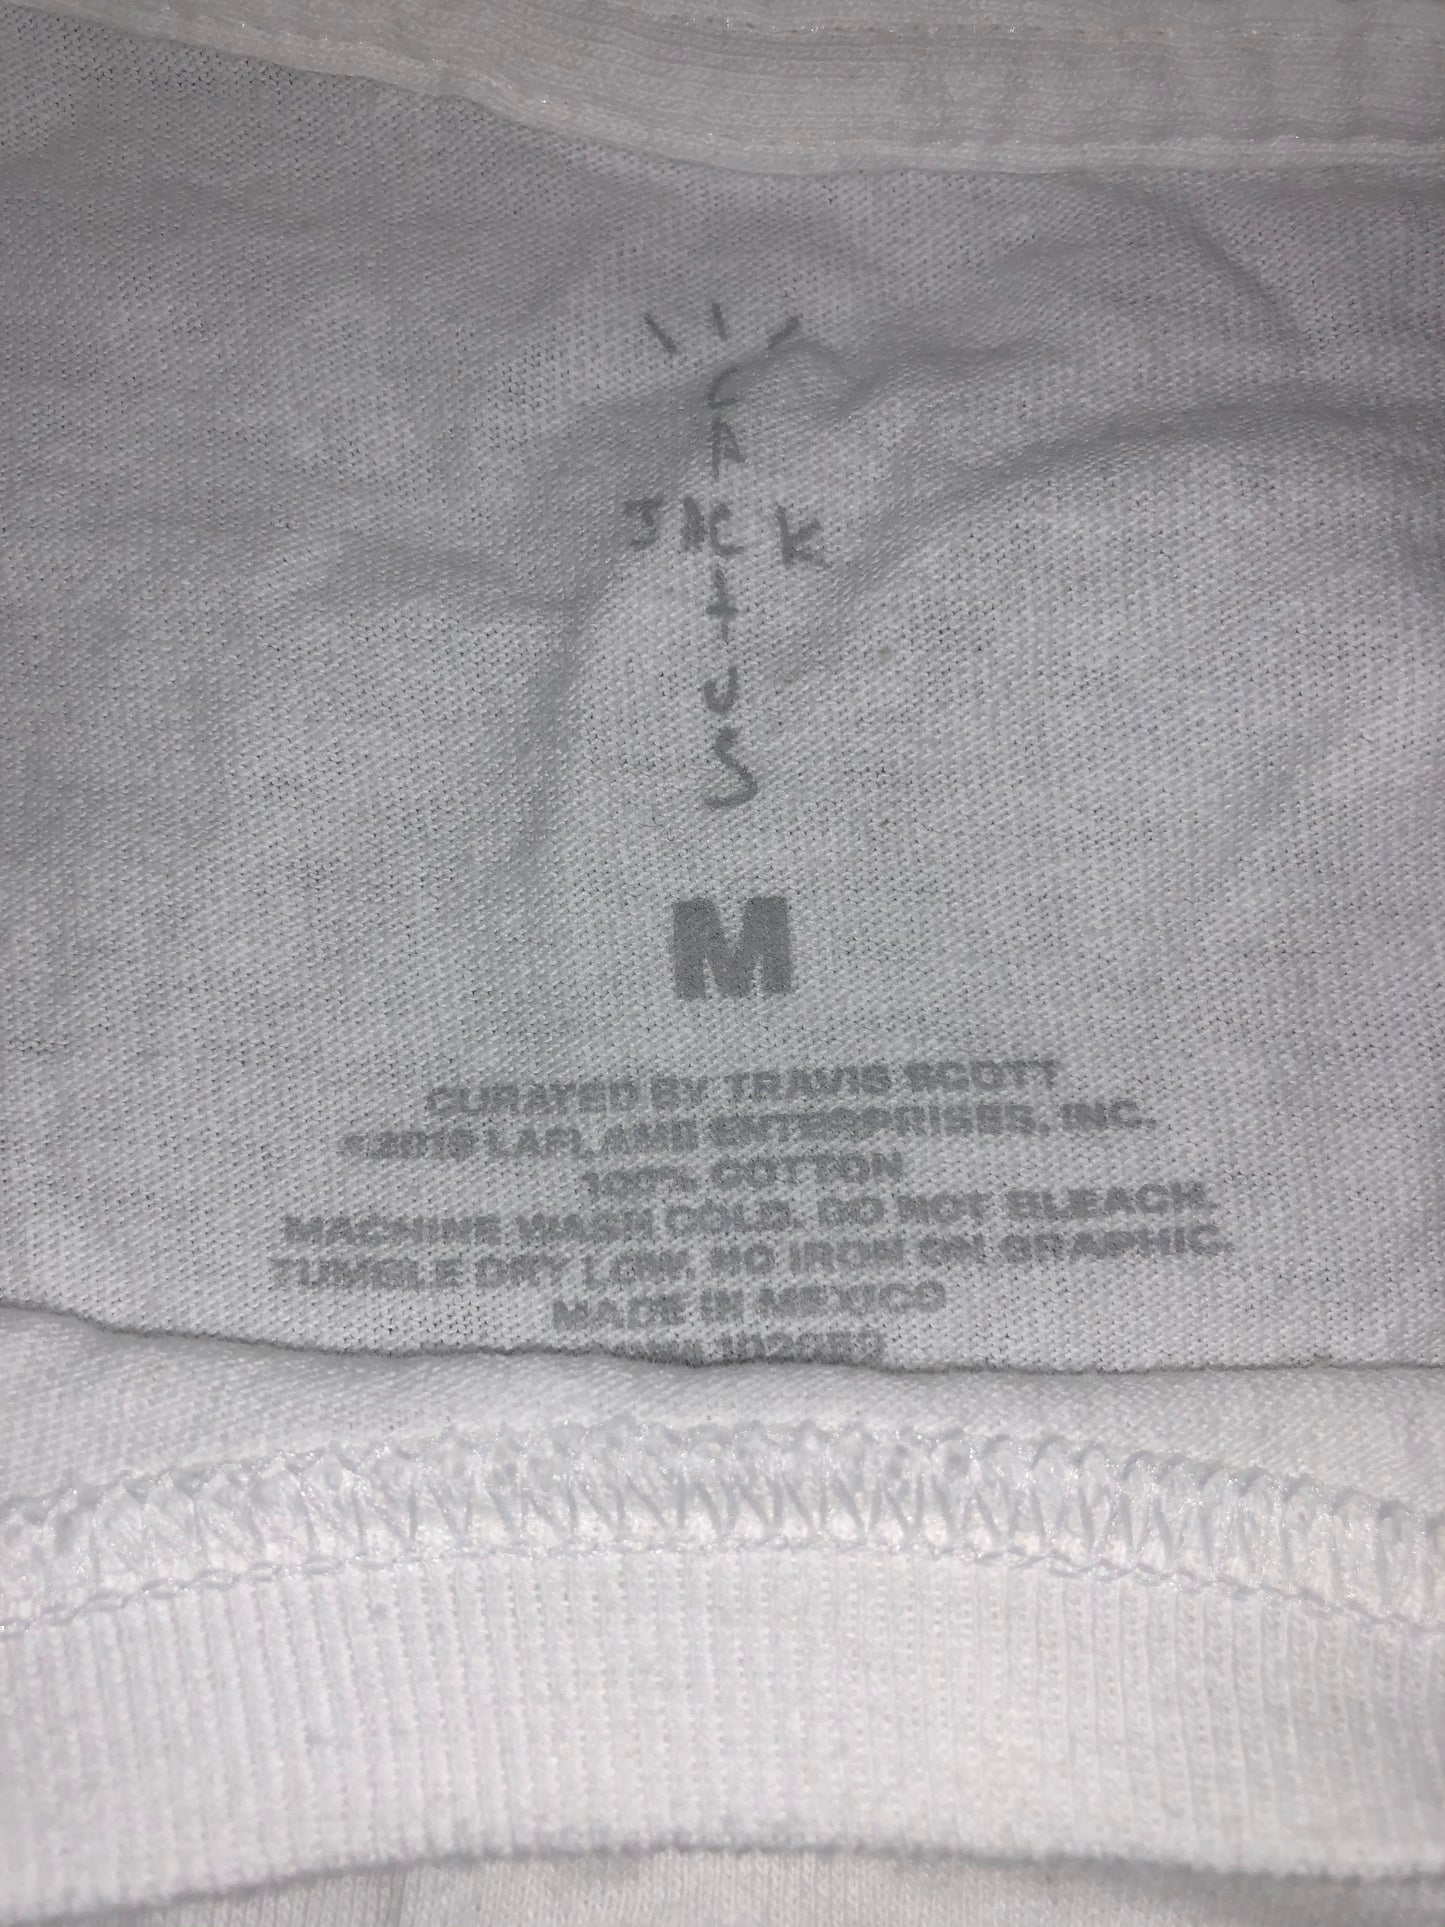 CACTUS
JACK
M
CURATED BY TRAVIS SCOTT
©2019 LAFLAME ENTERPRISES, INC.
100% COTTON
MACHINE WASH COLD. DO NOT BLEACH.
TUMBLE DRY LOW. NO IRON ON GRAPHIC.
MADE IN MEXICO